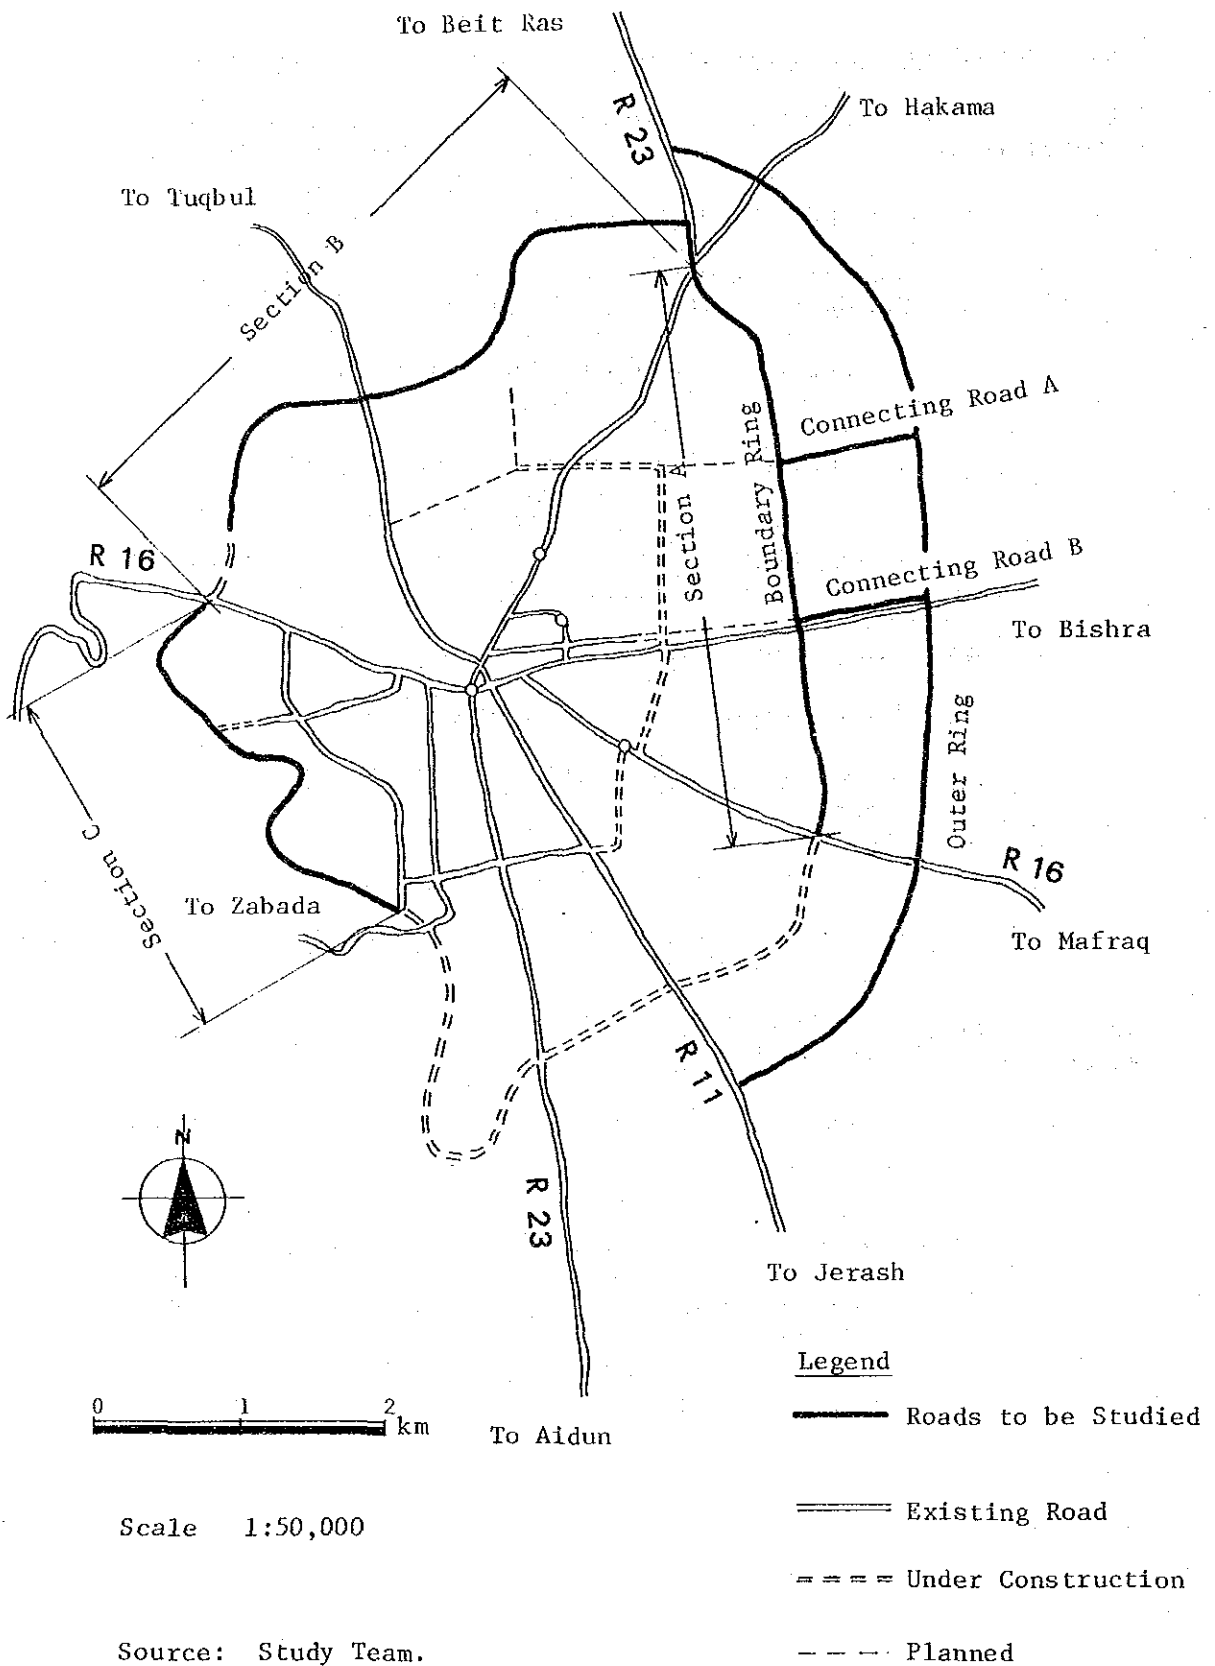 To Beit Ras
R 23
To Hakama
To Tuqbul
Section B
Connecting Road A
Boundary Ring
Section A
R 16
Connecting Road B
To Bishra
Outer Ring
Section C
R 16
To Zabada
To Mafraq
R 11
N
R 23
To Jerash
Legend
0 1 2 km
Roads to be Studied
To Aidun
Existing Road
Scale 1:50,000
Under Construction
Source: Study Team.
Planned